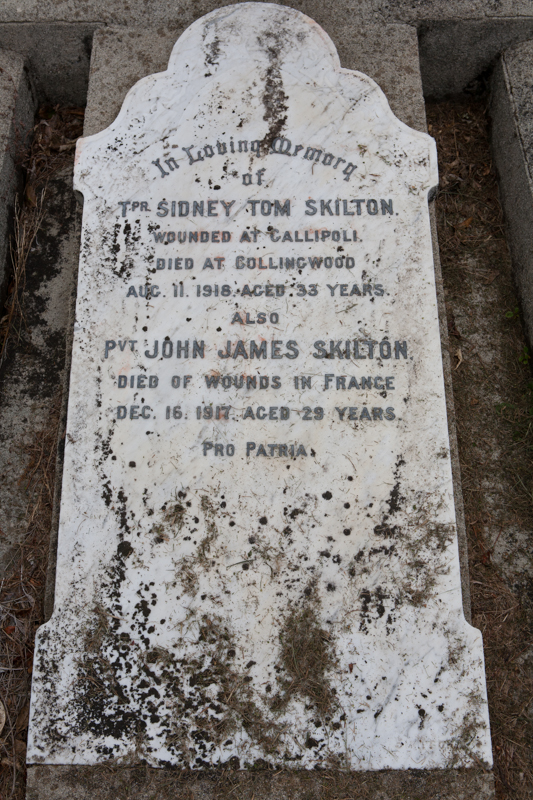 In Loving Memory
of
TPR. SIDNEY TOM SKILTON.
WOUNDED AT GALLIPOLI.
DIED AT COLLINGWOOD
AUG. 11. 1918. AGED 33 YEARS.
ALSO
PVT JOHN JAMES SKILTON.
DIED OF WOUNDS IN FRANCE
DEC. 16. 1917. AGED 29 YEARS.
PRO PATRIA.